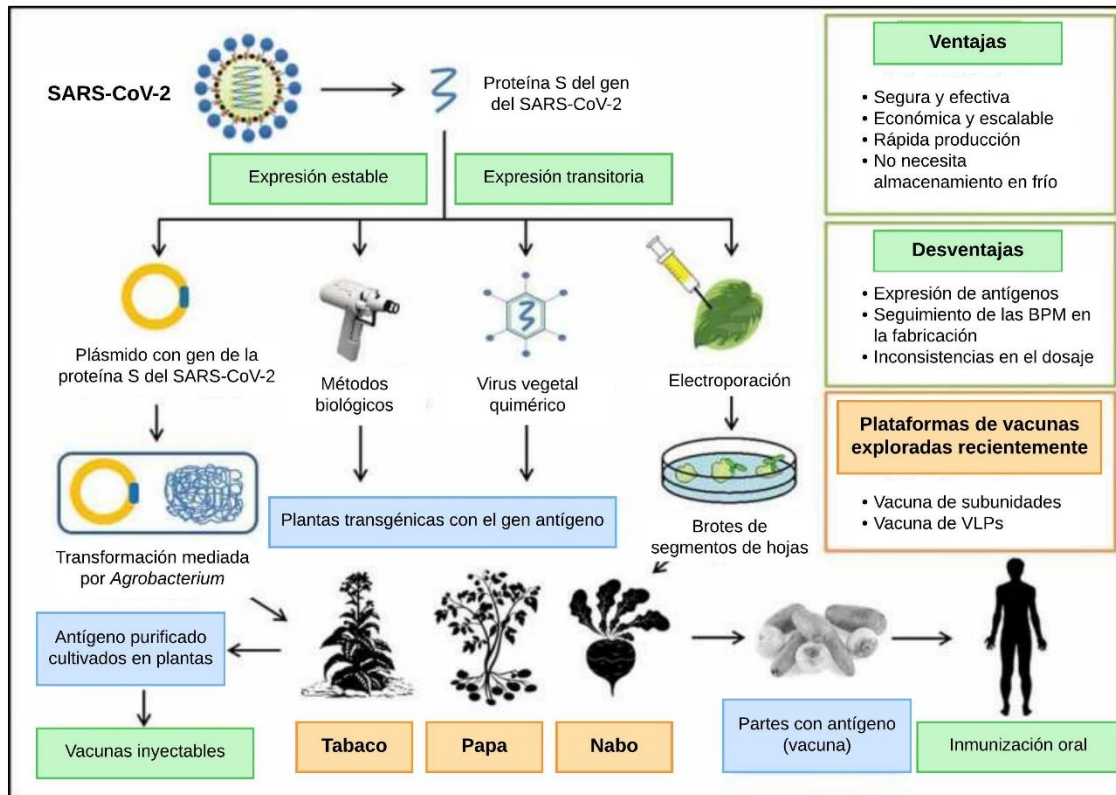 SARS-CoV-2
Proteína S del gen
del SARS-CoV-2
Expresión estable
Expresión transitoria
Plásmido con gen de la
proteína S del SARS-CoV-2
Métodos
biológicos
Virus vegetal
quimérico
Electroporación
Transformación mediada
por Agrobacterium
Plantas transgénicas con el gen antígeno
Brotes de
segmentos de hojas
Antígeno purificado
cultivados en plantas
Vacunas inyectables
Tabaco
Papa
Nabo
Partes con antígeno
(vacuna)
Inmunización oral
Ventajas
• Segura y efectiva
• Económica y escalable
• Rápida producción
• No necesita
almacenamiento en frío
Desventajas
• Expresión de antígenos
• Seguimiento de las BPM en
la fabricación
• Inconsistencias en el dosaje
Plataformas de vacunas
exploradas recientemente
• Vacuna de subunidades
• Vacuna de VLPs